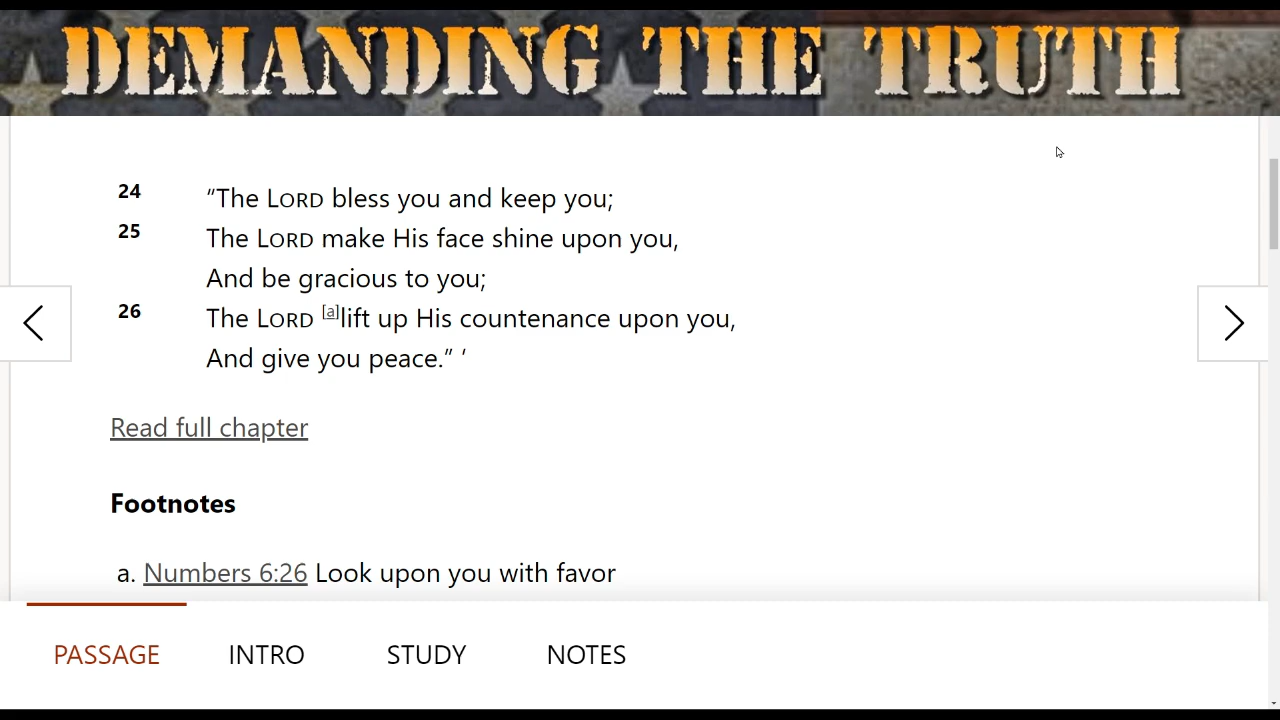 DEMANDING THE TRUTH
24 "The LORD bless you and keep you;
25 The LORD make His face shine upon you,
And be gracious to you;
26 The LORD [a]lift up His countenance upon you,
And give you peace." '
Read full chapter
Footnotes
a. Numbers 6:26 Look upon you with favor
PASSAGE INTRO STUDY NOTES